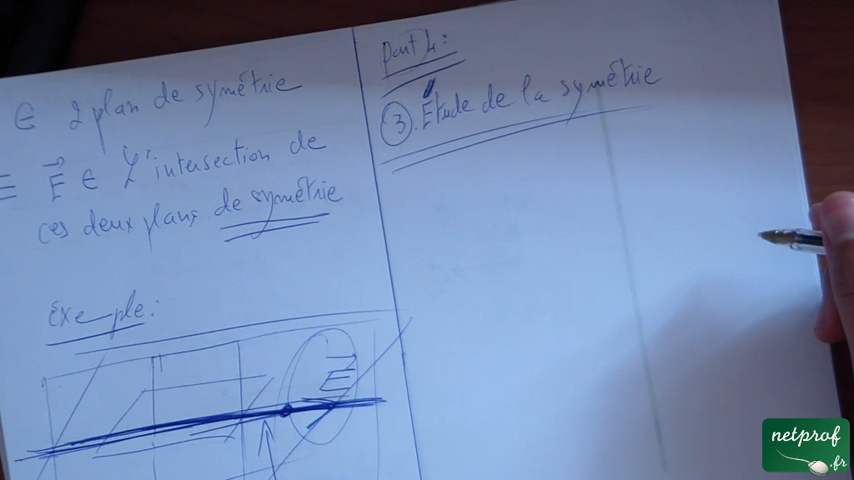 ∈ 2 plan de symétrie
E⃗ ∈ L'intersection de
ces deux plans de symétrie
Exemple:
E⃗
part 4:
3. Étude de la symétrie
netprof
.fr